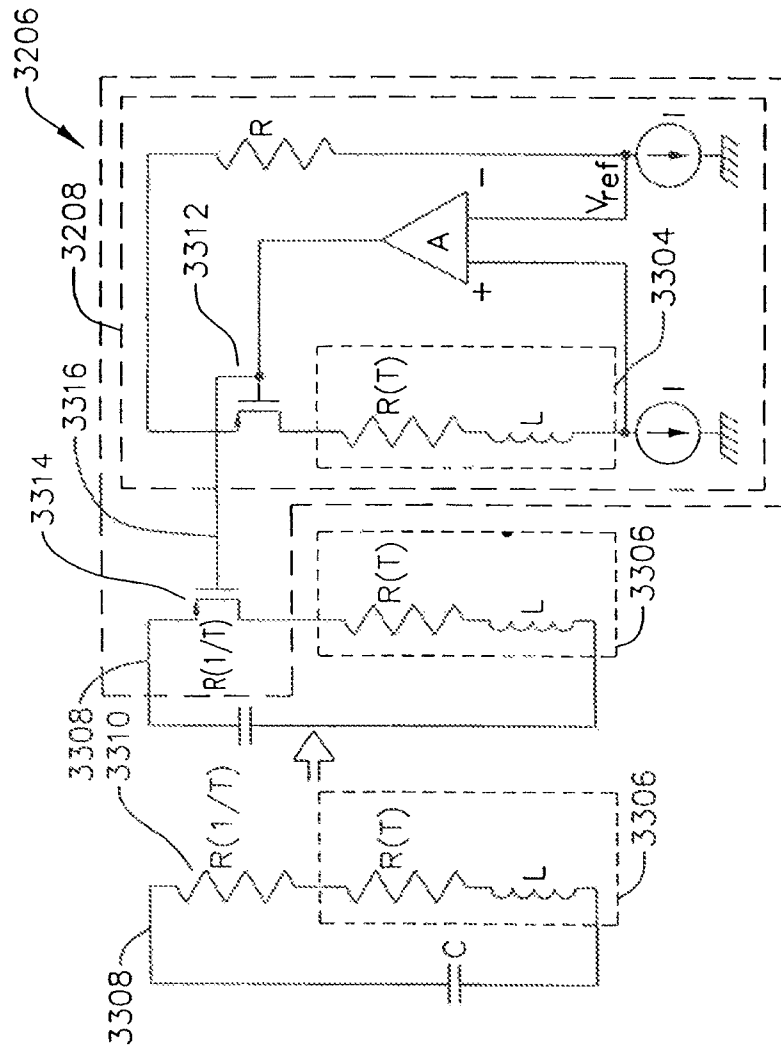 3206
3208
R
3312
A
−
+
Vref
I
3304
3316
R(T)
L
I
3314
R(1/T)
R(T)
L
3306
3308
3310
R(1/T)
R(T)
L
3306
3308
C